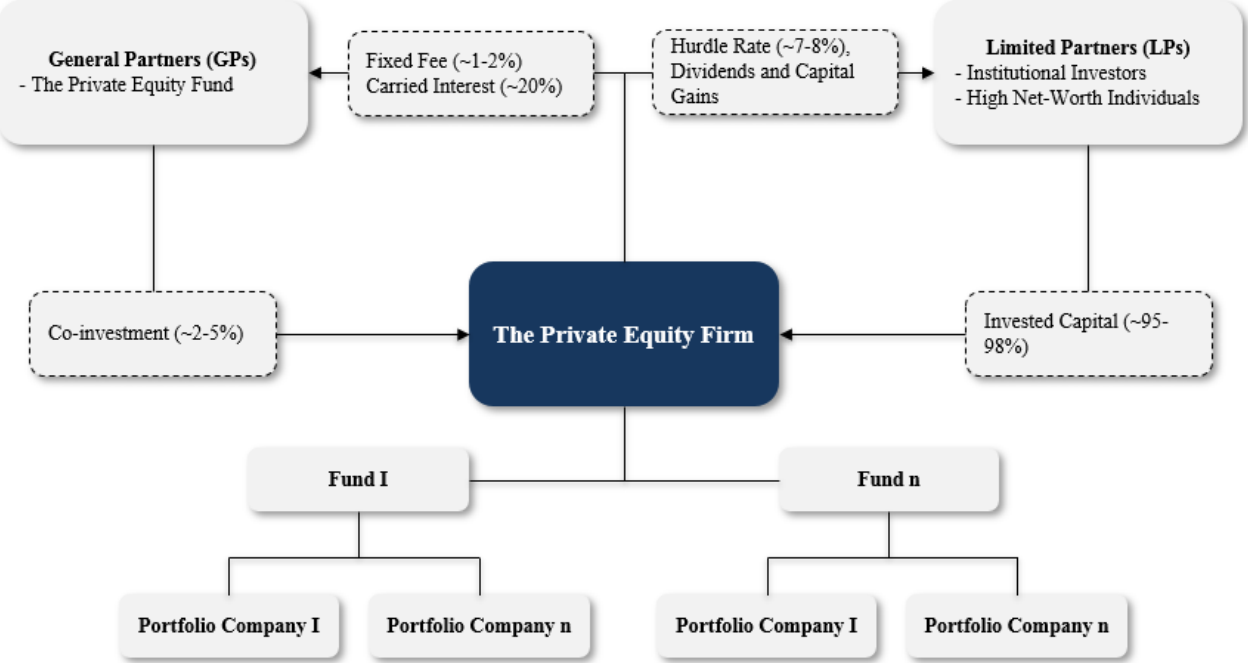 General Partners (GPs)
- The Private Equity Fund
Fixed Fee (~1-2%)
Carried Interest (~20%)
Hurdle Rate (~7-8%),
Dividends and Capital
Gains
Limited Partners (LPs)
- Institutional Investors
- High Net-Worth Individuals
Co-investment (~2-5%)
The Private Equity Firm
Invested Capital (~95-
98%)
Fund I
Fund n
Portfolio Company I
Portfolio Company n
Portfolio Company I
Portfolio Company n